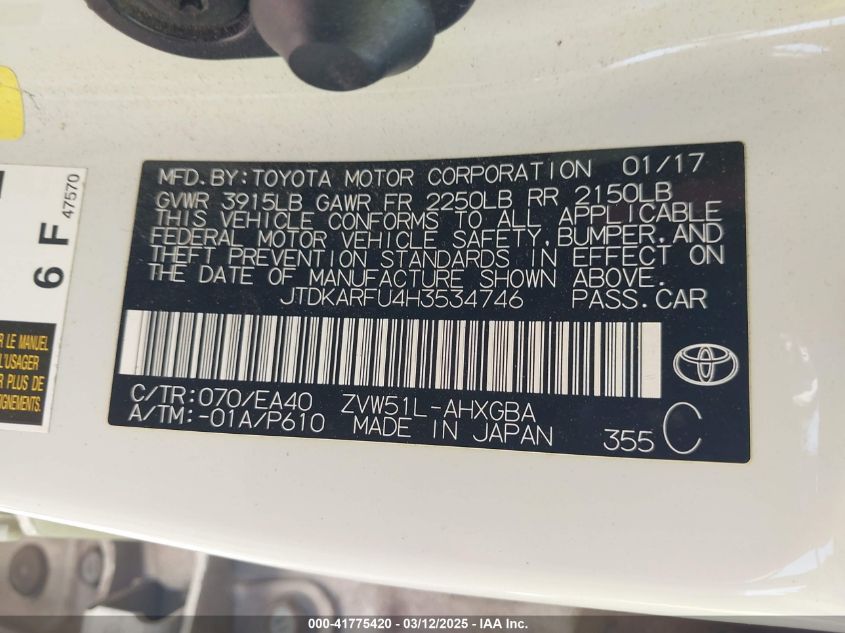 MFD. BY: TOYOTA MOTOR CORPORATION 01/17
GVWR 3915LB GAWR FR 2250LB RR 2150LB
THIS VEHICLE CONFORMS TO ALL APPLICABLE
FEDERAL MOTOR VEHICLE SAFETY, BUMPER, AND
THEFT PREVENTION STANDARDS IN EFFECT ON
THE DATE OF MANUFACTURE SHOWN ABOVE.
JTDKARFU4H3534746 PASS. CAR
C/TR: 070/EA40 ZVW51L-AHXGBA
A/TM: -01A/P610 MADE IN JAPAN 355 C
6 F
47570
LE MANUEL
L'USAGER
PLUS DE
000-41775420 - 03/12/2025 - IAA Inc.